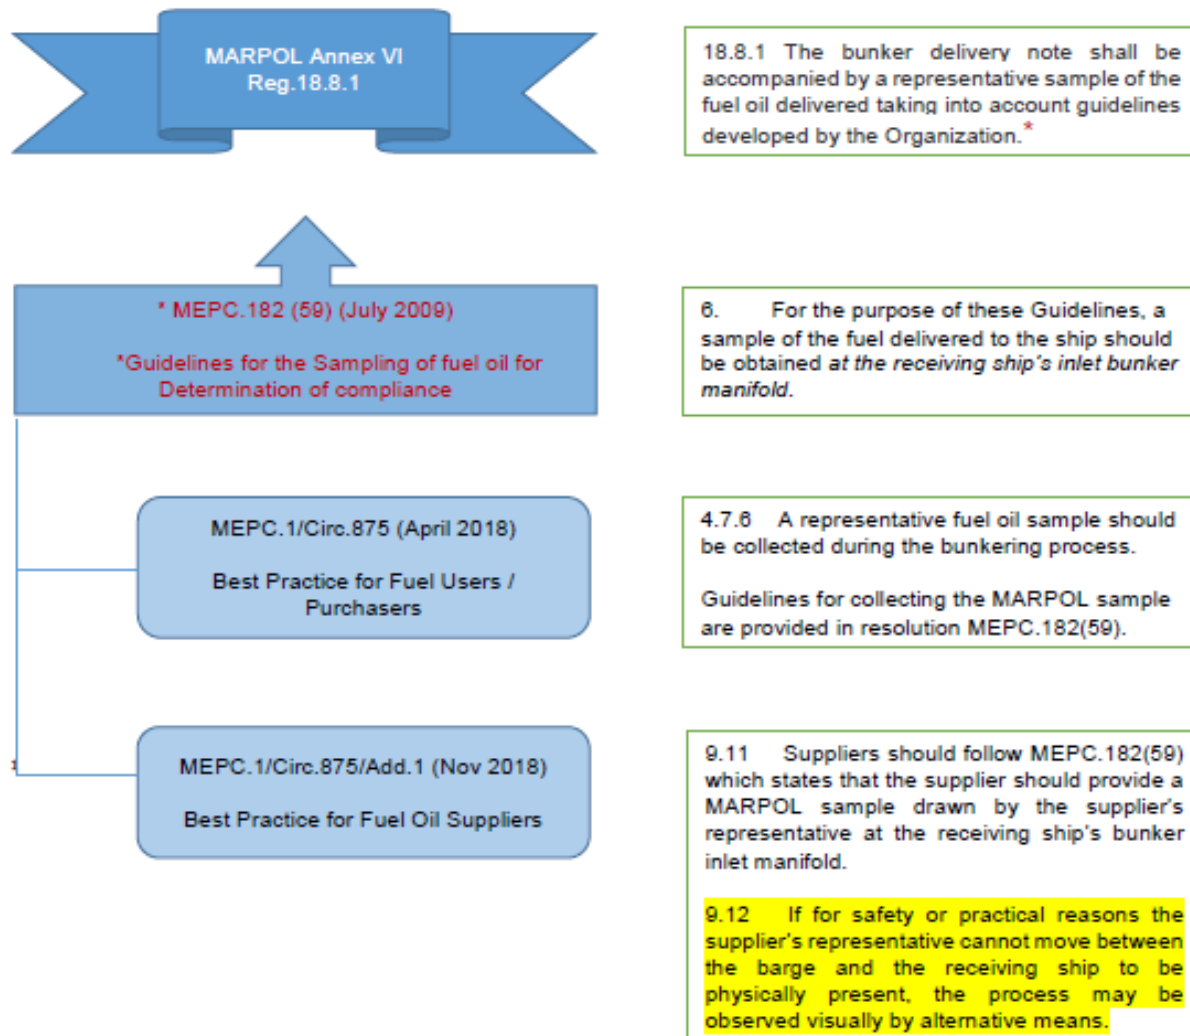 MARPOL Annex VI
Reg.18.8.1
18.8.1 The bunker delivery note shall be
accompanied by a representative sample of the
fuel oil delivered taking into account guidelines
developed by the Organization.*
* MEPC.182 (59) (July 2009)
*Guidelines for the Sampling of fuel oil for
Determination of compliance
6. For the purpose of these Guidelines, a
sample of the fuel delivered to the ship should
be obtained at the receiving ship's inlet bunker
manifold.
MEPC.1/Circ.875 (April 2018)
Best Practice for Fuel Users /
Purchasers
4.7.6 A representative fuel oil sample should
be collected during the bunkering process.
Guidelines for collecting the MARPOL sample
are provided in resolution MEPC.182(59).
MEPC.1/Circ.875/Add.1 (Nov 2018)
Best Practice for Fuel Oil Suppliers
9.11 Suppliers should follow MEPC.182(59)
which states that the supplier should provide a
MARPOL sample drawn by the supplier's
representative at the receiving ship's bunker
inlet manifold.
9.12 If for safety or practical reasons the
supplier's representative cannot move between
the barge and the receiving ship to be
physically present, the process may be
observed visually by alternative means.